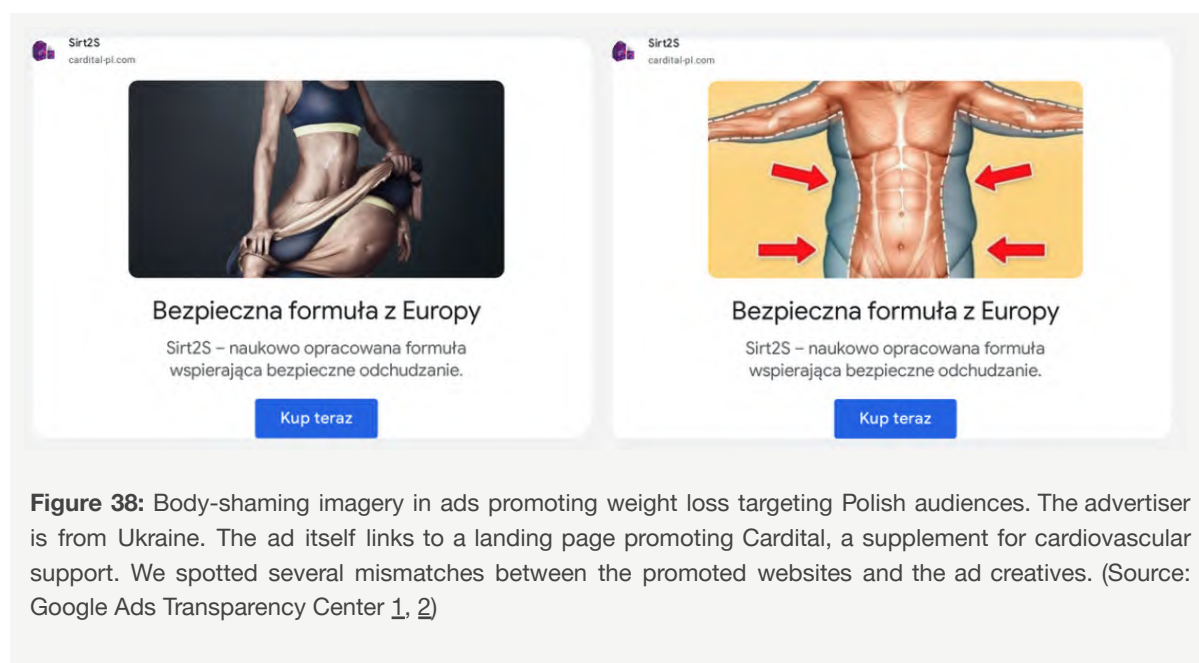 Sirt2S
cardital-pl.com
Bezpieczna formuła z Europy
Sirt2S – naukowo opracowana formuła
wspierająca bezpieczne odchudzanie.
Kup teraz
Sirt2S
cardital-pl.com
Bezpieczna formuła z Europy
Sirt2S – naukowo opracowana formuła
wspierająca bezpieczne odchudzanie.
Kup teraz
Figure 38: Body-shaming imagery in ads promoting weight loss targeting Polish audiences. The advertiser
is from Ukraine. The ad itself links to a landing page promoting Cardital, a supplement for cardiovascular
support. We spotted several mismatches between the promoted websites and the ad creatives. (Source:
Google Ads Transparency Center 1, 2)